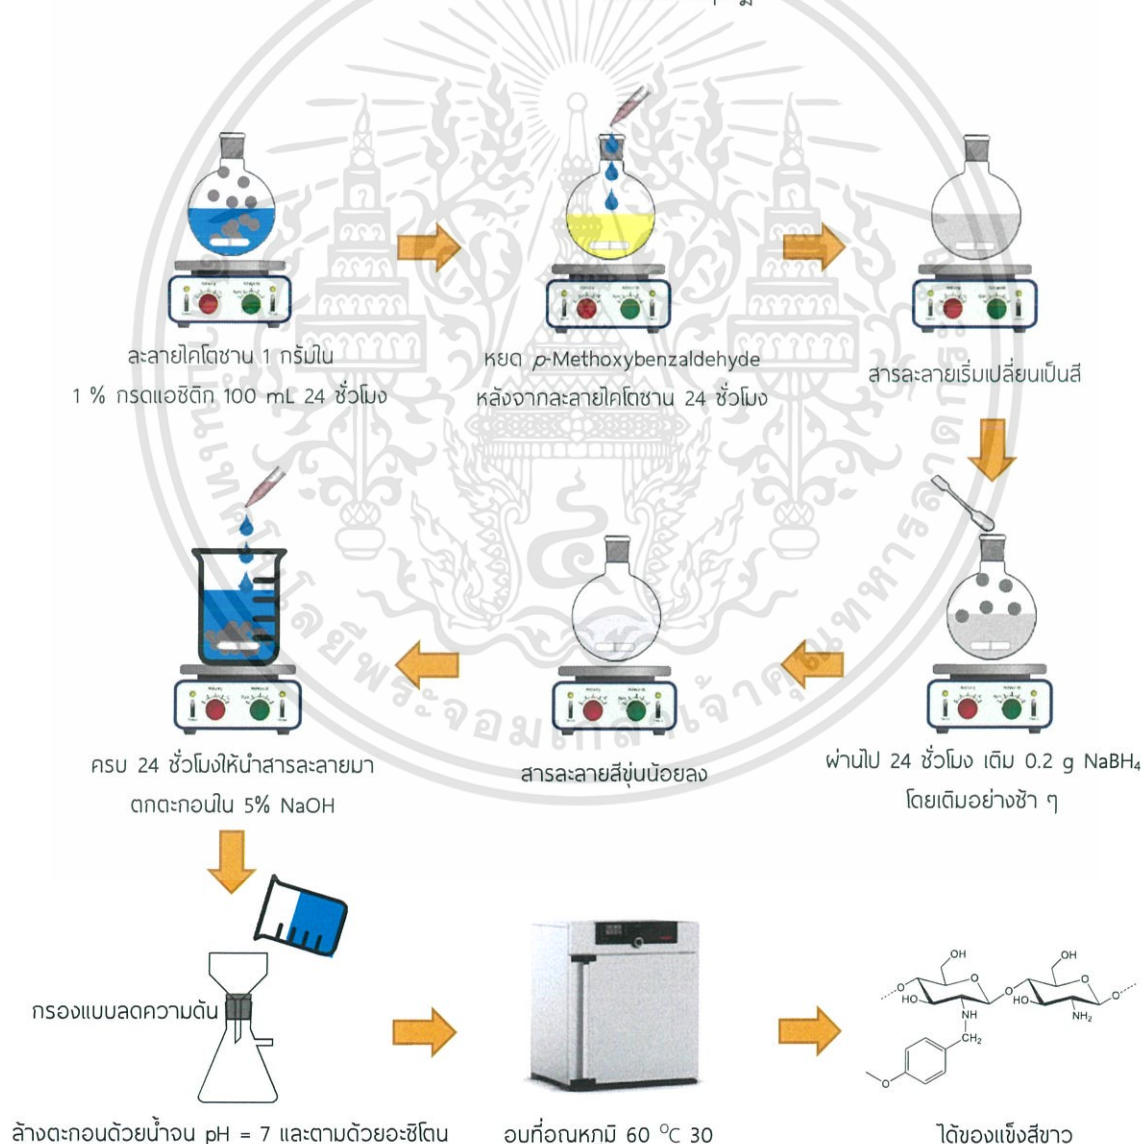 ละลายไคโตซาน 1 กรัมใน
1 % กรดแอซิติก 100 mL 24 ชั่วโมง
หยด p-Methoxybenzaldehyde
หลังจากละลายไคโตซาน 24 ชั่วโมง
สารละลายเริ่มเปลี่ยนเป็นสี
ผ่านไป 24 ชั่วโมง เติม 0.2 g NaBH₄
โดยเติมอย่างช้า ๆ
สารละลายสีขุ่นน้อยลง
ครบ 24 ชั่วโมงให้นำสารละลายมา
ตกตะกอนใน 5% NaOH
กรองแบบลดความดัน
ล้างตะกอนด้วยน้ำจน pH = 7 และตามด้วยอะซิโตน
อบที่อุณหภูมิ 60 ⁰C 30
OH
O
HO
NH
CH₂
O
O
OH
O
HO
NH₂
O
ได้ของแข็งสีขาว